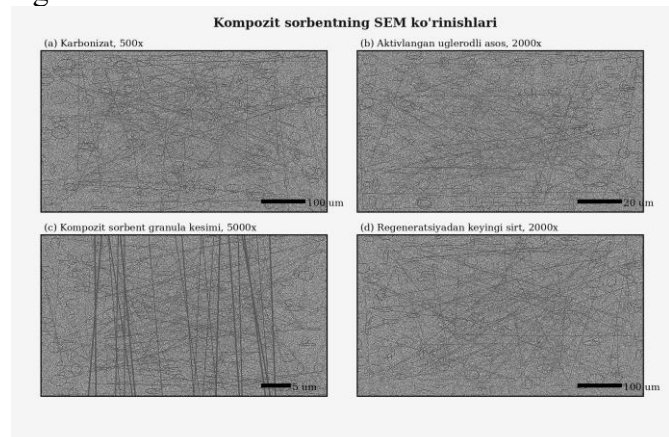 Kompozit sorbentning SEM ko'rinishlari
(a) Karbonizat, 500x
(b) Aktivlangan uglerodli asos, 2000x
100 um
20 um
(c) Kompozit sorbent granula kesimi, 5000x
(d) Regeneratsiyadan keyingi sirt, 2000x
5 um
100 um